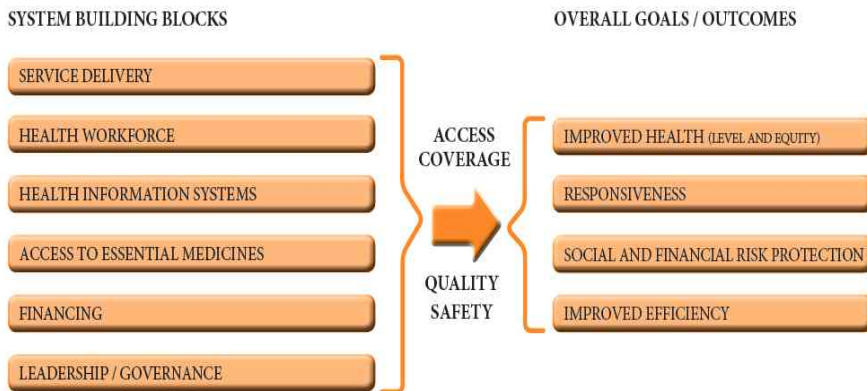 SYSTEM BUILDING BLOCKS
SERVICE DELIVERY
HEALTH WORKFORCE
HEALTH INFORMATION SYSTEMS
ACCESS TO ESSENTIAL MEDICINES
FINANCING
LEADERSHIP / GOVERNANCE
ACCESS
COVERAGE
QUALITY
SAFETY
OVERALL GOALS / OUTCOMES
IMPROVED HEALTH (LEVEL AND EQUITY)
RESPONSIVENESS
SOCIAL AND FINANCIAL RISK PROTECTION
IMPROVED EFFICIENCY